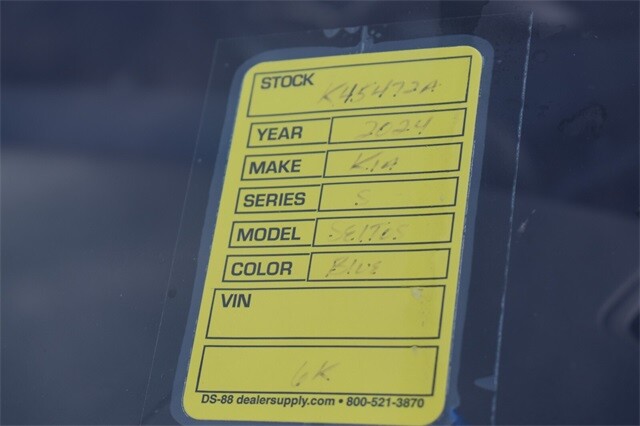 STOCK K45472A
YEAR 2024
MAKE KIA
SERIES S
MODEL SElTOS
COLOR Blue
VIN
6K
DS-88 dealersupply.com • 800-521-3870